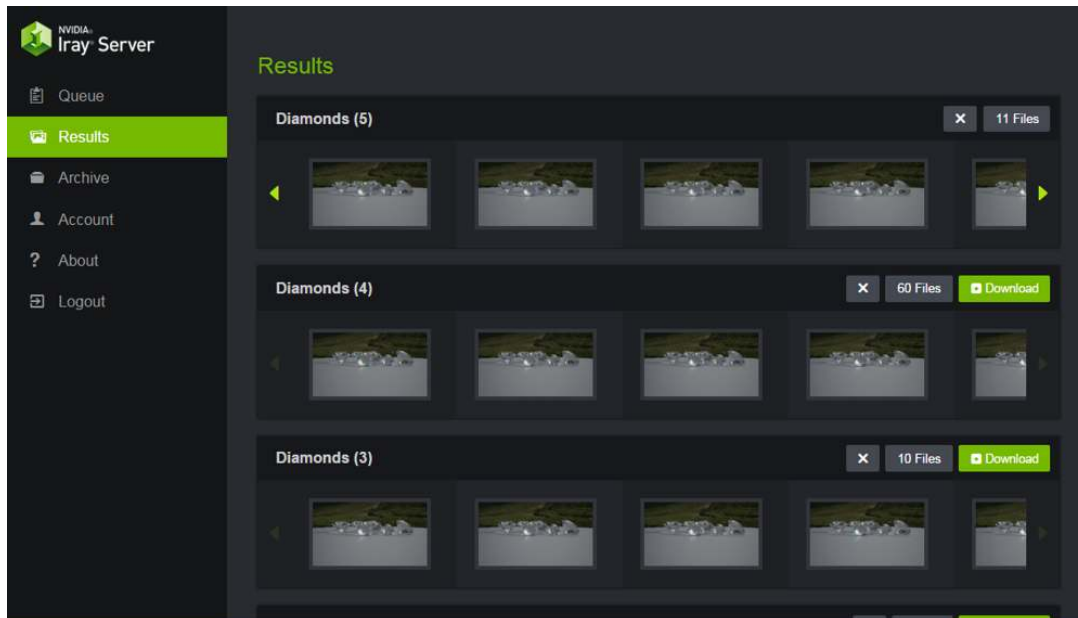 NVIDIA®
Iray® Server
Queue
Results
Archive
Account
? About
Logout
Results
Diamonds (5)
11 Files
Diamonds (4)
60 Files
Download
Diamonds (3)
10 Files
Download